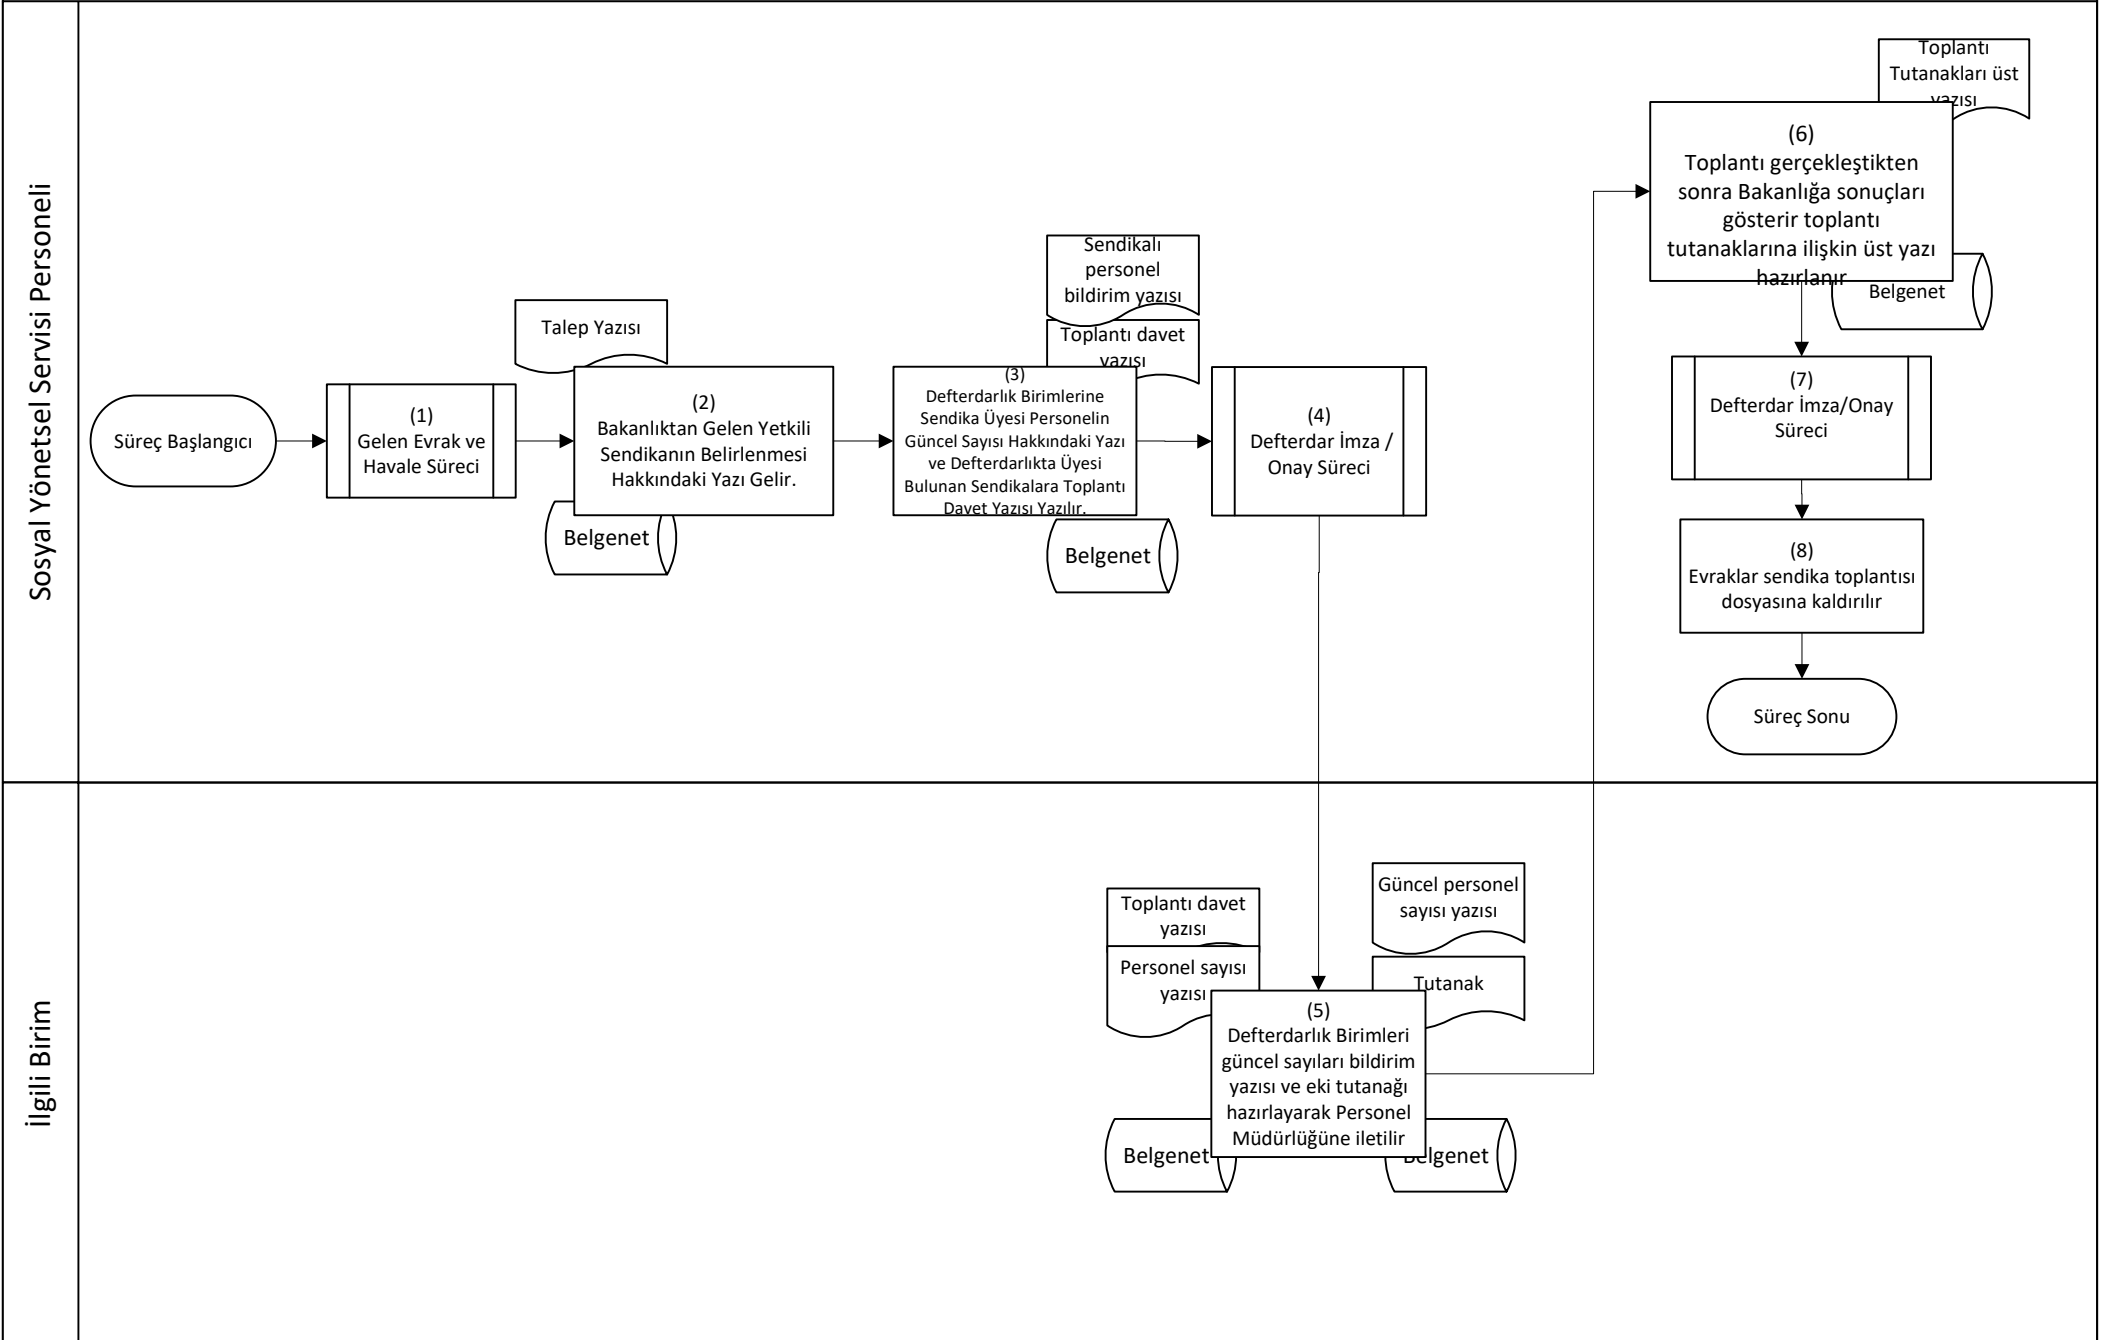 Sosyal Yönetsel Servisi Personeli
Süreç Başlangıcı
(1)
Gelen Evrak ve
Havale Süreci
Talep Yazısı
(2)
Bakanlıktan Gelen Yetkili
Sendikanın Belirlenmesi
Hakkındaki Yazı Gelir.
Belgenet
Sendikalı
personel
bildirim yazısı
Toplantı davet
yazısı
(3)
Defterdarlık Birimlerine
Sendika Üyesi Personelin
Güncel Sayısı Hakkındaki Yazı
ve Defterdarlıkta Üyesi
Bulunan Sendikalara Toplantı
Davet Yazısı Yazılır.
Belgenet
(4)
Defterdar İmza /
Onay Süreci
Toplantı
Tutanakları üst
yazısı
(6)
Toplantı gerçekleştikten
sonra Bakanlığa sonuçları
gösterir toplantı
tutanaklarına ilişkin üst yazı
hazırlanır
Belgenet
(7)
Defterdar İmza/Onay
Süreci
(8)
Evraklar sendika toplantısı
dosyasına kaldırılır
Süreç Sonu
İlgili Birim
Toplantı davet
yazısı
Personel sayısı
yazısı
Güncel personel
sayısı yazısı
Tutanak
(5)
Defterdarlık Birimleri
güncel sayıları bildirim
yazısı ve eki tutanağı
hazırlayarak Personel
Müdürlüğüne iletilir
Belgenet
Belgenet